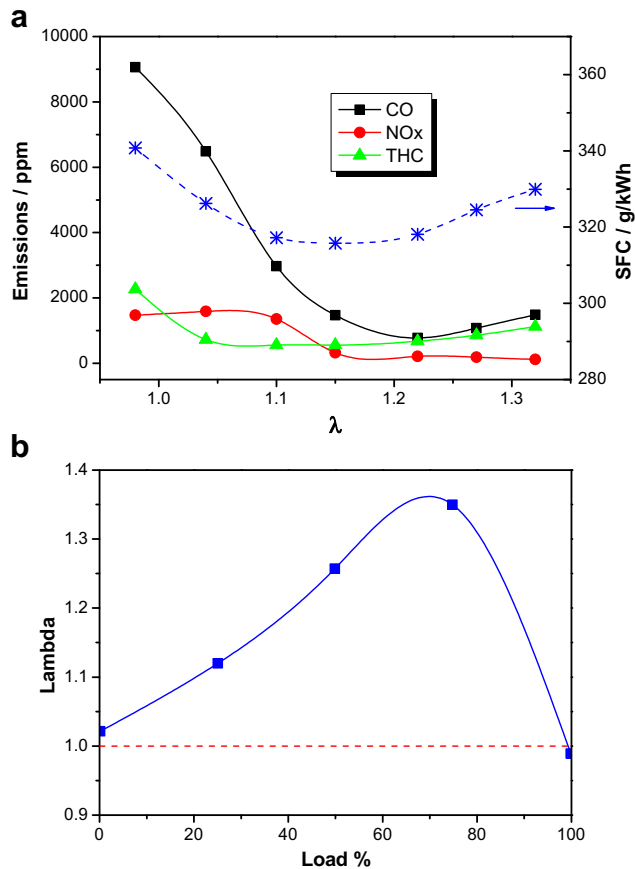 a
10000
8000
6000
4000
2000
0
Emissions / ppm
CO
NOx
THC
360
340
320
300
280
SFC / g/kWh
1.0 1.1 1.2 1.3
λ
b
1.4
1.3
1.2
1.1
1.0
0.9
Lambda
0 20 40 60 80 100
Load %